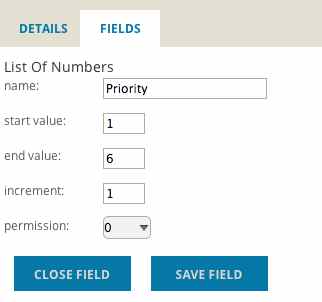 DETAILS FIELDS
List Of Numbers
name: Priority
start value: 1
end value: 6
increment: 1
permission: 0
CLOSE FIELD SAVE FIELD